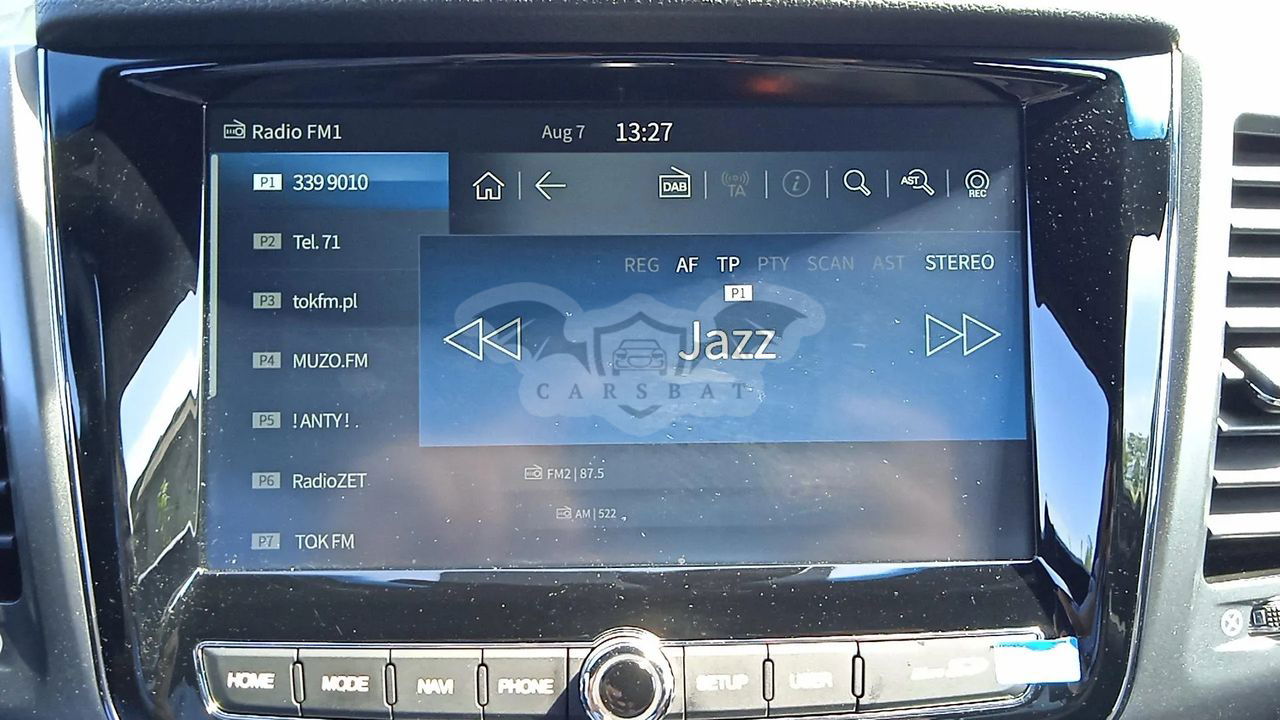 Radio FM1 Aug 7 13:27
P1 339 9010
DAB TA i AST REC
P2 Tel. 71
REG AF TP PTY SCAN AST STEREO
P1
P3 tokfm.pl
Jazz
P4 MUZO.FM
CARSBAT
P5 !ANTY! .
P6 RadioZET
FM2 | 87.5
AM | 522
P7 TOK FM
HOME MODE NAVI PHONE SETUP USER